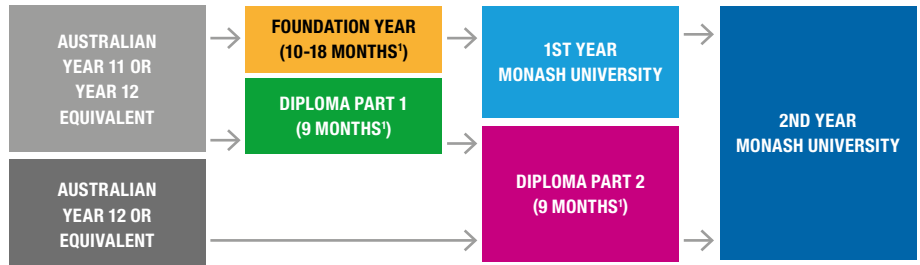 AUSTRALIAN
YEAR 11 OR
YEAR 12
EQUIVALENT
FOUNDATION YEAR
(10-18 MONTHS¹)
DIPLOMA PART 1
(9 MONTHS¹)
1ST YEAR
MONASH UNIVERSITY
2ND YEAR
MONASH UNIVERSITY
AUSTRALIAN
YEAR 12 OR
EQUIVALENT
DIPLOMA PART 2
(9 MONTHS¹)